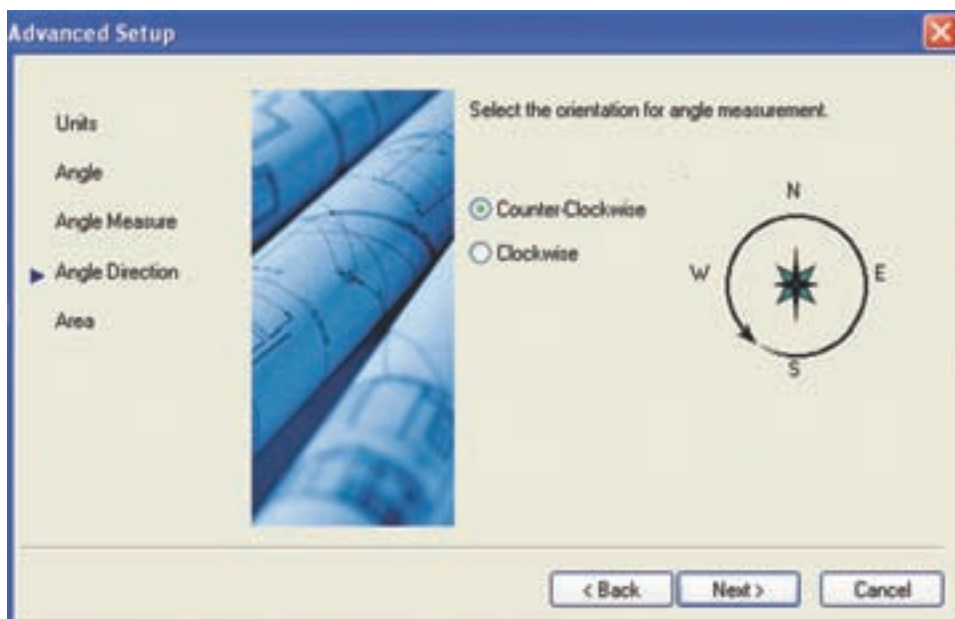 Advanced Setup
Units
Angle
Angle Measure
Angle Direction
Area
Select the orientation for angle measurement.
Counter-Clockwise
Clockwise
N
W
E
S
< Back
Next >
Cancel